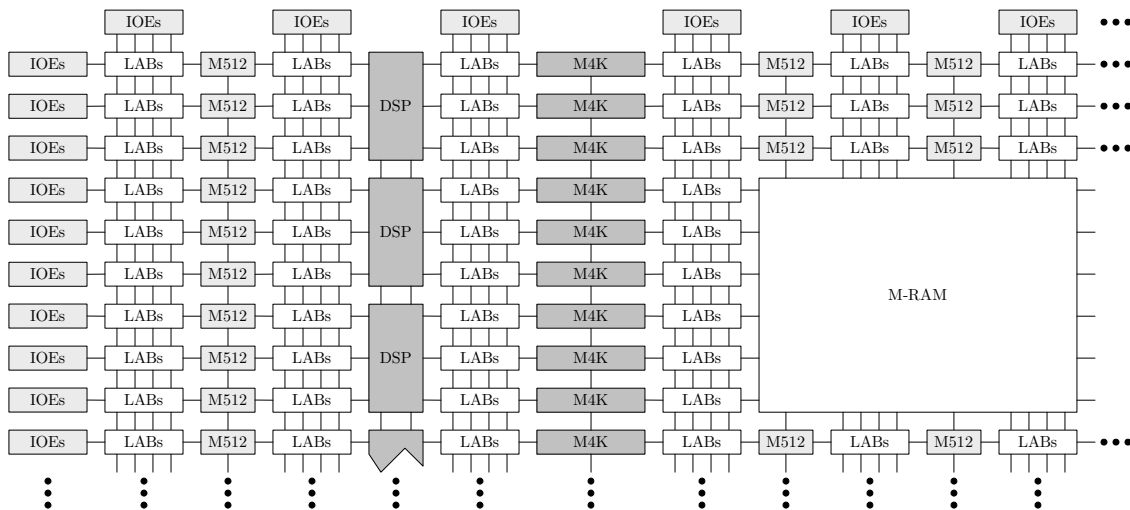 IOEs IOEs IOEs IOEs IOEs IOEs
IOEs LABs M512 LABs LABs M4K LABs M512 LABs M512 LABs
IOEs LABs M512 LABs DSP LABs M4K LABs M512 LABs M512 LABs
IOEs LABs M512 LABs LABs M4K LABs M512 LABs M512 LABs
IOEs LABs M512 LABs LABs M4K LABs
IOEs LABs M512 LABs DSP LABs M4K LABs
IOEs LABs M512 LABs LABs M4K LABs
M-RAM
IOEs LABs M512 LABs LABs M4K LABs
IOEs LABs M512 LABs DSP LABs M4K LABs
IOEs LABs M512 LABs LABs M4K LABs
IOEs LABs M512 LABs LABs M4K LABs M512 LABs M512 LABs